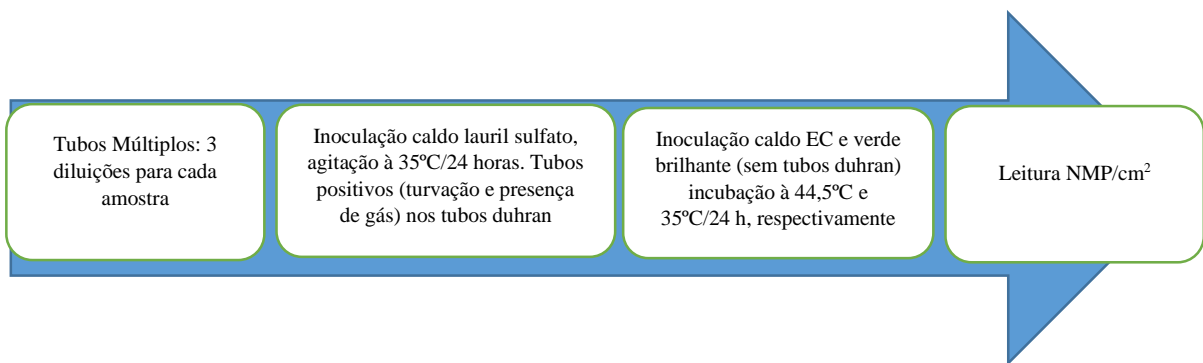 Tubos Múltiplos: 3
diluições para cada
amostra
Inoculação caldo lauril sulfato,
agitação à 35ºC/24 horas. Tubos
positivos (turvação e presença
de gás) nos tubos duhran
Inoculação caldo EC e verde
brilhante (sem tubos duhran)
incubação à 44,5ºC e
35ºC/24 h, respectivamente
Leitura NMP/cm²